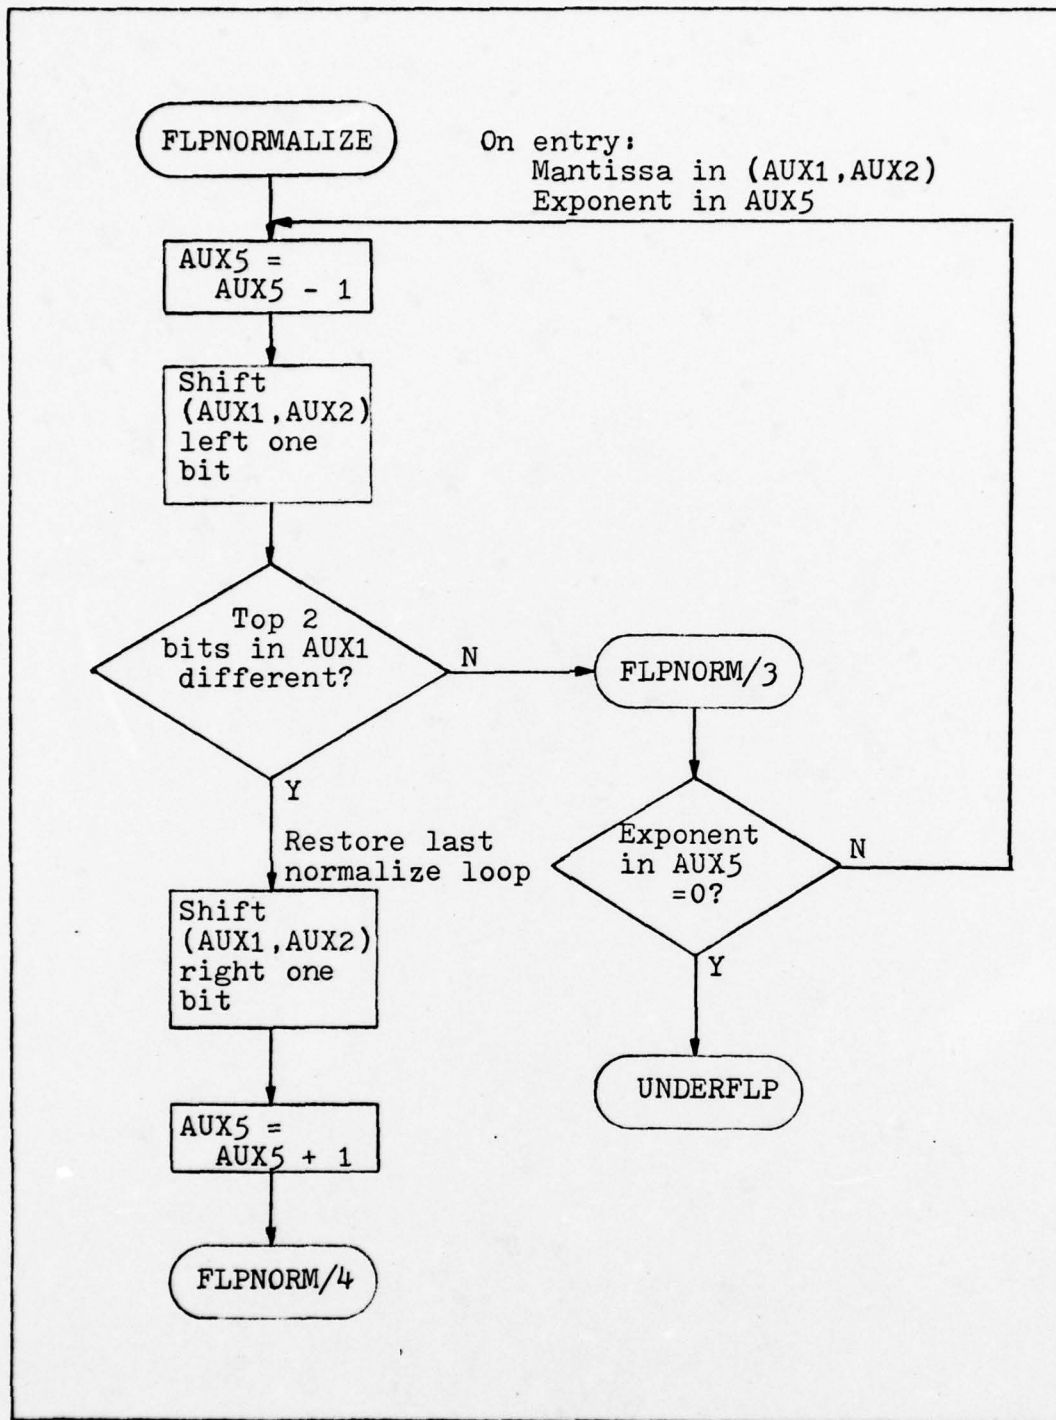 FLPNORMALIZE
On entry:
Mantissa in (AUX1,AUX2)
Exponent in AUX5
AUX5 =
AUX5 - 1
Shift
(AUX1,AUX2)
left one
bit
Top 2
bits in AUX1
different?
N
FLPNORM/3
Y
Exponent
in AUX5
=0?
N
Restore last
normalize loop
Shift
(AUX1,AUX2)
right one
bit
Y
UNDERFLP
AUX5 =
AUX5 + 1
FLPNORM/4